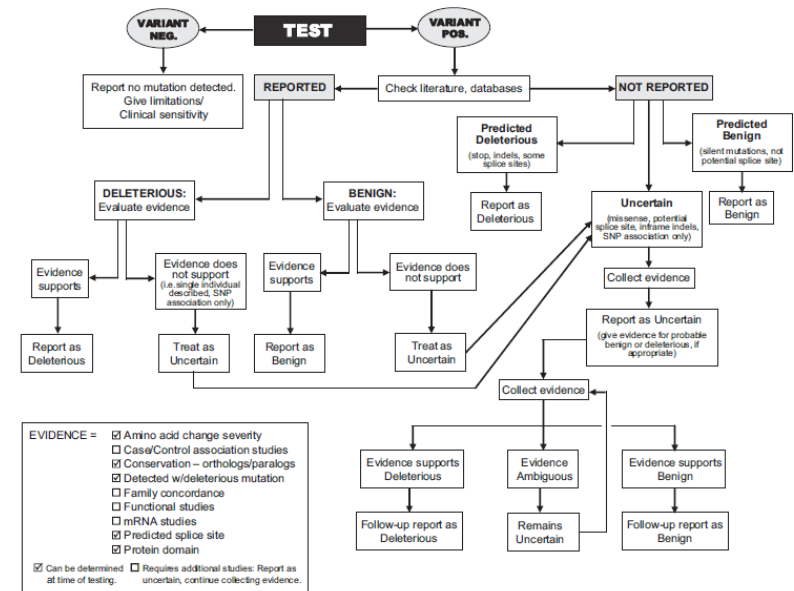 VARIANT
NEG.
TEST
VARIANT
POS.
Report no mutation detected.
Give limitations/
Clinical sensitivity
REPORTED
Check literature, databases
NOT REPORTED
Predicted
Deleterious
(stop, indels, some
splice sites)
Predicted
Benign
(silent mutations, not
potential splice site)
DELETERIOUS:
Evaluate evidence
BENIGN:
Evaluate evidence
Report as
Deleterious
Uncertain
(missense, potential
splice site, inframe indels,
SNP association only)
Report as
Benign
Evidence
supports
Evidence does
not support
(i.e.single individual
described, SNP
association only)
Evidence
supports
Evidence does
not support
Collect evidence
Report as
Deleterious
Treat as
Uncertain
Report as
Benign
Treat as
Uncertain
Report as Uncertain
(give evidence for probable
benign or deleterious, if
appropriate)
Collect evidence
EVIDENCE =
☑ Amino acid change severity
☐ Case/Control association studies
☑ Conservation – orthologs/paralogs
☑ Detected w/deleterious mutation
☐ Family concordance
☐ Functional studies
☐ mRNA studies
☑ Predicted splice site
☑ Protein domain
☑ Can be determined
at time of testing.
☐ Requires additional studies: Report as
uncertain, continue collecting evidence.
Evidence supports
Deleterious
Evidence
Ambiguous
Evidence supports
Benign
Follow-up report as
Deleterious
Remains
Uncertain
Follow-up report as
Benign